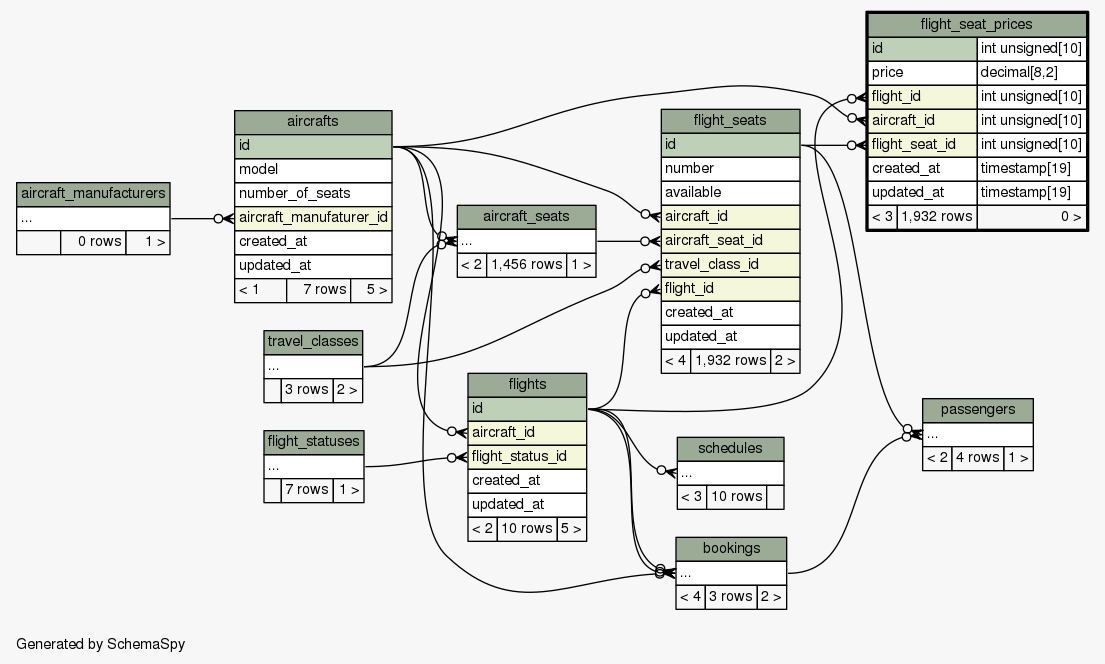 flight_seat_prices
id int unsigned[10]
price decimal[8,2]
flight_id int unsigned[10]
aircraft_id int unsigned[10]
flight_seat_id int unsigned[10]
created_at timestamp[19]
updated_at timestamp[19]
< 3 1,932 rows 0 >
aircrafts
id
model
number_of_seats
aircraft_manufaturer_id
created_at
updated_at
< 1 7 rows 5 >
flight_seats
id
number
available
aircraft_id
aircraft_seat_id
travel_class_id
flight_id
created_at
updated_at
< 4 1,932 rows 2 >
aircraft_manufacturers
...
0 rows 1 >
aircraft_seats
...
< 2 1,456 rows 1 >
travel_classes
...
3 rows 2 >
flights
id
aircraft_id
flight_status_id
created_at
updated_at
< 2 10 rows 5 >
passengers
...
< 2 4 rows 1 >
flight_statuses
...
7 rows 1 >
schedules
...
< 3 10 rows
bookings
...
< 4 3 rows 2 >
Generated by SchemaSpy